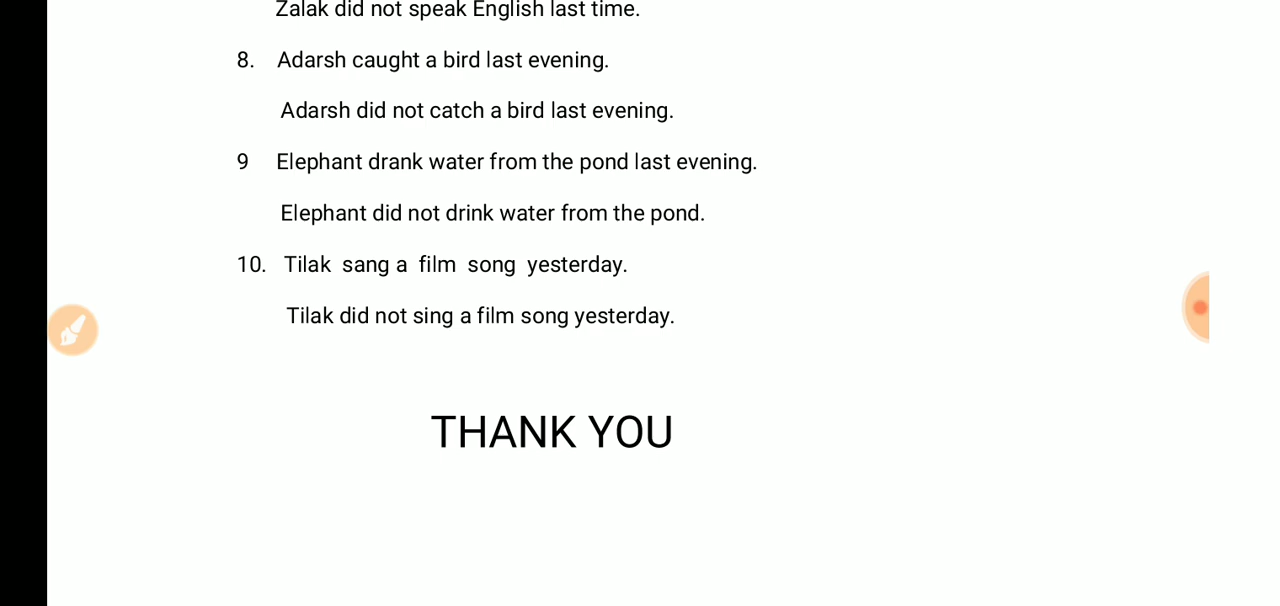 Zalak did not speak English last time.
8. Adarsh caught a bird last evening.
Adarsh did not catch a bird last evening.
9 Elephant drank water from the pond last evening.
Elephant did not drink water from the pond.
10. Tilak sang a film song yesterday.
Tilak did not sing a film song yesterday.
THANK YOU